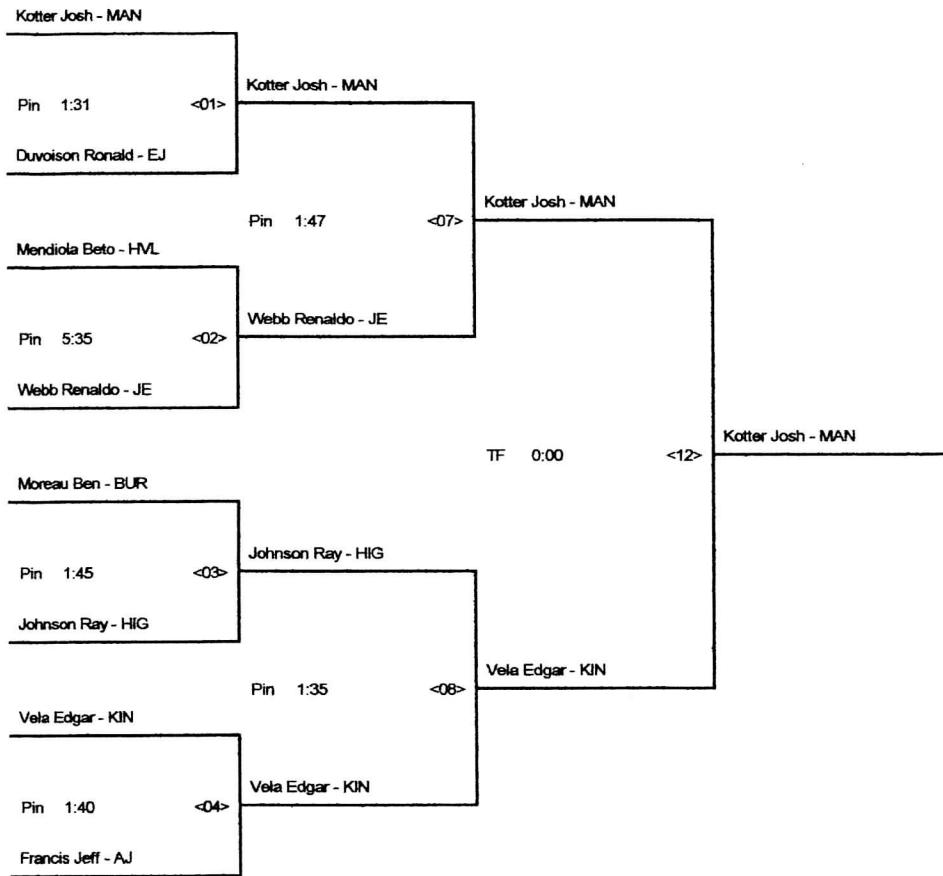 Kotter Josh - MAN
Pin 1:31 <01>
Kotter Josh - MAN
Duvoison Ronald - EJ
Pin 1:47 <07>
Kotter Josh - MAN
Mendiola Beto - HVL
Webb Renaldo - JE
Pin 5:35 <02>
Webb Renaldo - JE
TF 0:00 <12>
Kotter Josh - MAN
Moreau Ben - BUR
Johnson Ray - HIG
Pin 1:45 <03>
Johnson Ray - HIG
Pin 1:35 <08>
Vela Edgar - KIN
Vela Edgar - KIN
Vela Edgar - KIN
Pin 1:40 <04>
Francis Jeff - AJ